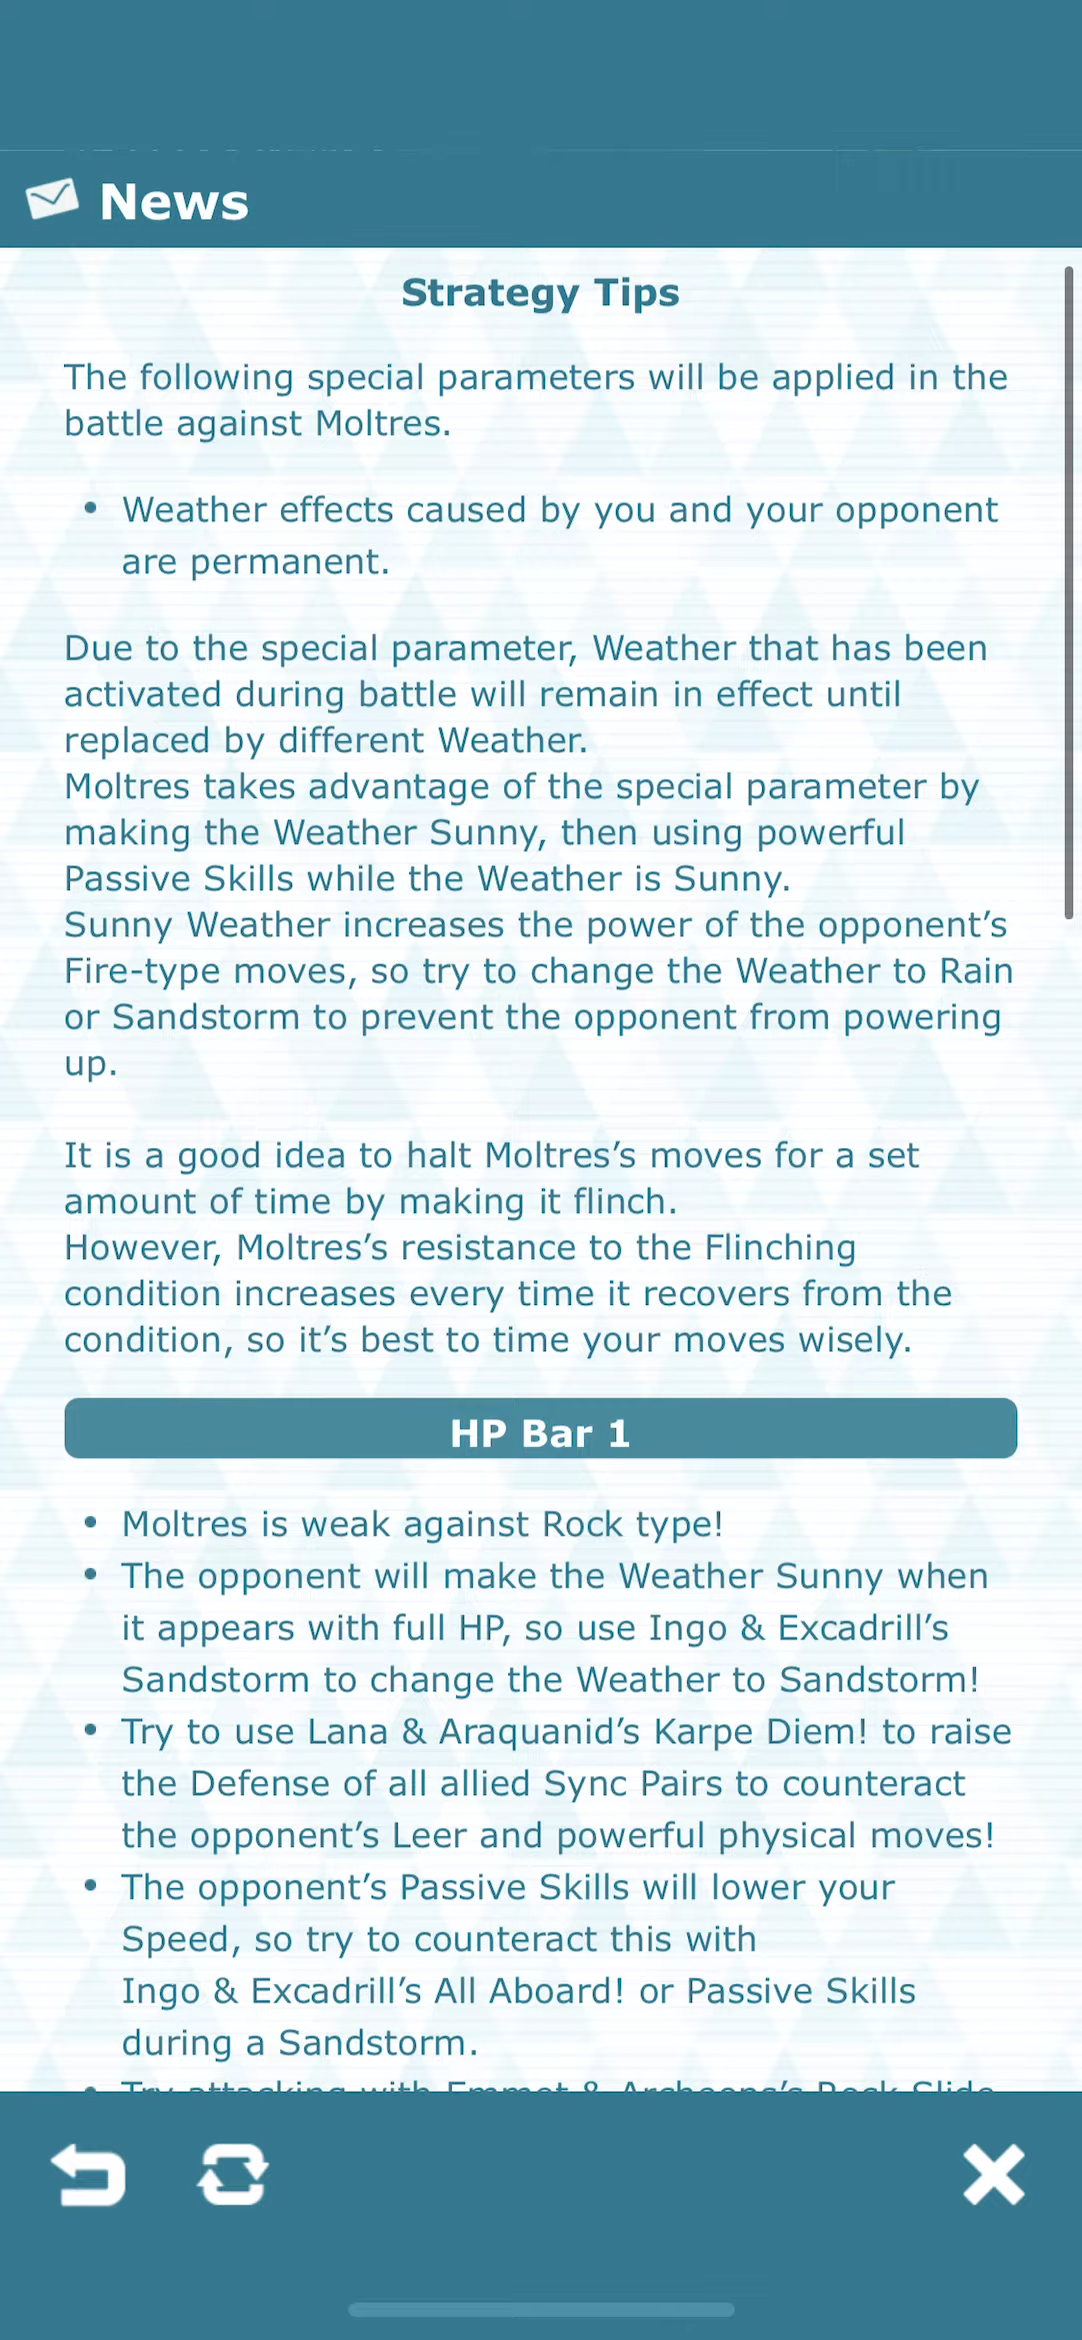 News
Strategy Tips
The following special parameters will be applied in the
battle against Moltres.
• Weather effects caused by you and your opponent
are permanent.
Due to the special parameter, Weather that has been
activated during battle will remain in effect until
replaced by different Weather.
Moltres takes advantage of the special parameter by
making the Weather Sunny, then using powerful
Passive Skills while the Weather is Sunny.
Sunny Weather increases the power of the opponent’s
Fire-type moves, so try to change the Weather to Rain
or Sandstorm to prevent the opponent from powering
up.
It is a good idea to halt Moltres’s moves for a set
amount of time by making it flinch.
However, Moltres’s resistance to the Flinching
condition increases every time it recovers from the
condition, so it’s best to time your moves wisely.
HP Bar 1
• Moltres is weak against Rock type!
• The opponent will make the Weather Sunny when
it appears with full HP, so use Ingo & Excadrill’s
Sandstorm to change the Weather to Sandstorm!
• Try to use Lana & Araquanid’s Karpe Diem! to raise
the Defense of all allied Sync Pairs to counteract
the opponent’s Leer and powerful physical moves!
• The opponent’s Passive Skills will lower your
Speed, so try to counteract this with
Ingo & Excadrill’s All Aboard! or Passive Skills
during a Sandstorm.
• Try attacking with Emmet & Archeops’s Rock Slide